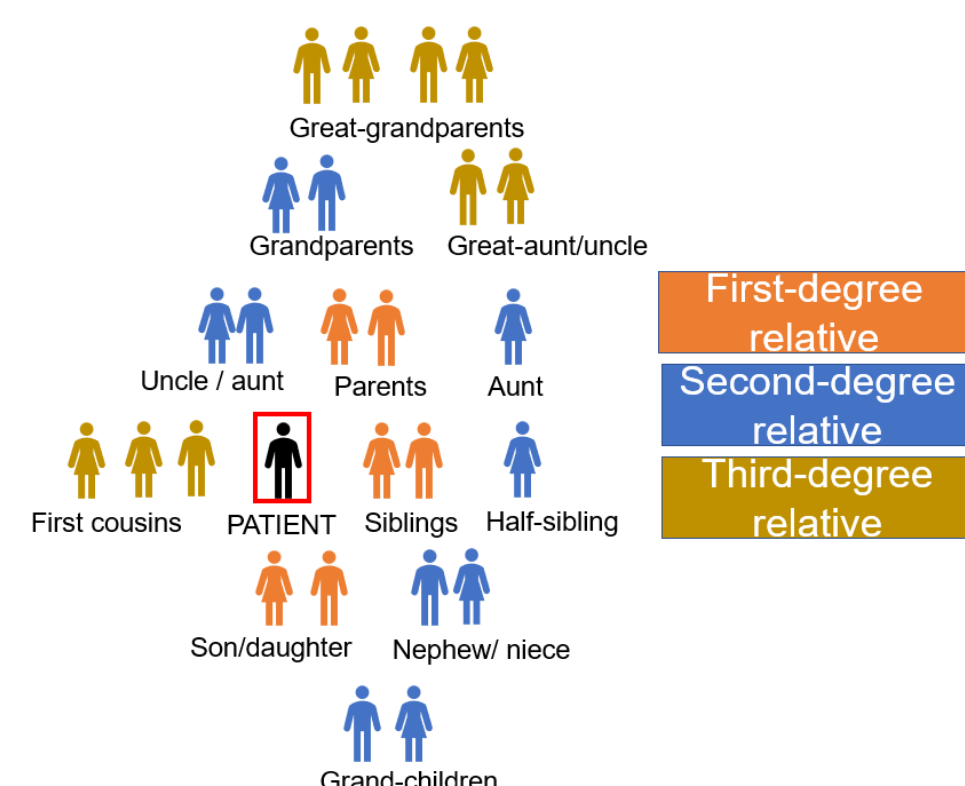 Great-grandparents
Grandparents
Great-aunt/uncle
First-degree
relative
Second-degree
relative
Third-degree
relative
Uncle / aunt
Parents
Aunt
First cousins
PATIENT
Siblings
Half-sibling
Son/daughter
Nephew/ niece
Grand-children